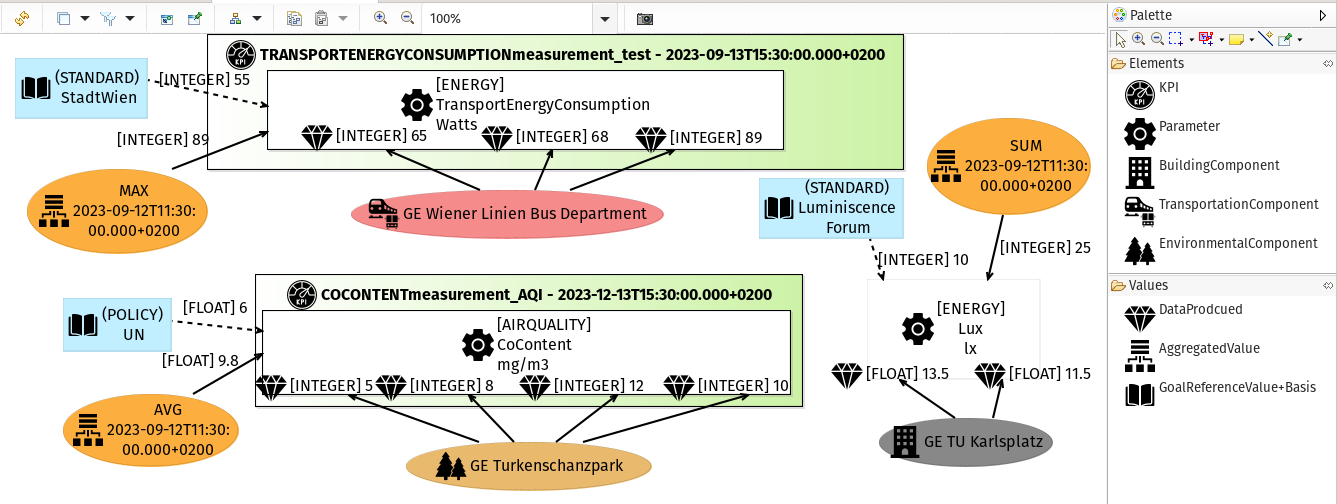 100%
Palette
Elements
KPI
KPI
Parameter
BuildingComponent
TransportationComponent
EnvironmentalComponent
Values
DataProdcued
AggregatedValue
GoalReferenceValue+Basis
KPI
TRANSPORTENERGYCONSUMPTIONmeasurement_test - 2023-09-13T15:30:00.000+0200
(STANDARD)
StadtWien
[INTEGER] 55
[ENERGY]
TransportEnergyConsumption
Watts
[INTEGER] 65
[INTEGER] 68
[INTEGER] 89
[INTEGER] 89
MAX
2023-09-12T11:30:
00.000+0200
GE Wiener Linien Bus Department
SUM
2023-09-12T11:30:
00.000+0200
(STANDARD)
Luminiscence
Forum
[INTEGER] 10
[INTEGER] 25
[ENERGY]
Lux
lx
[FLOAT] 13.5
[FLOAT] 11.5
GE TU Karlsplatz
KPI
COCONTENTmeasurement_AQI - 2023-12-13T15:30:00.000+0200
(POLICY)
UN
[FLOAT] 6
[AIRQUALITY]
CoContent
mg/m3
[FLOAT] 9.8
[INTEGER] 5
[INTEGER] 8
[INTEGER] 12
[INTEGER] 10
AVG
2023-09-12T11:30:
00.000+0200
GE Turkenschanzpark